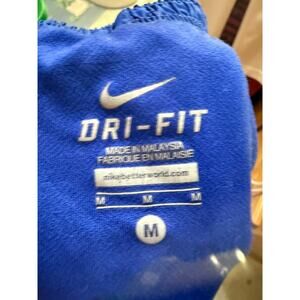 DRI-FIT
MADE IN MALAYSIA
FABRIQUE EN MALAISIE
nikebetterworld.com
M M M
M